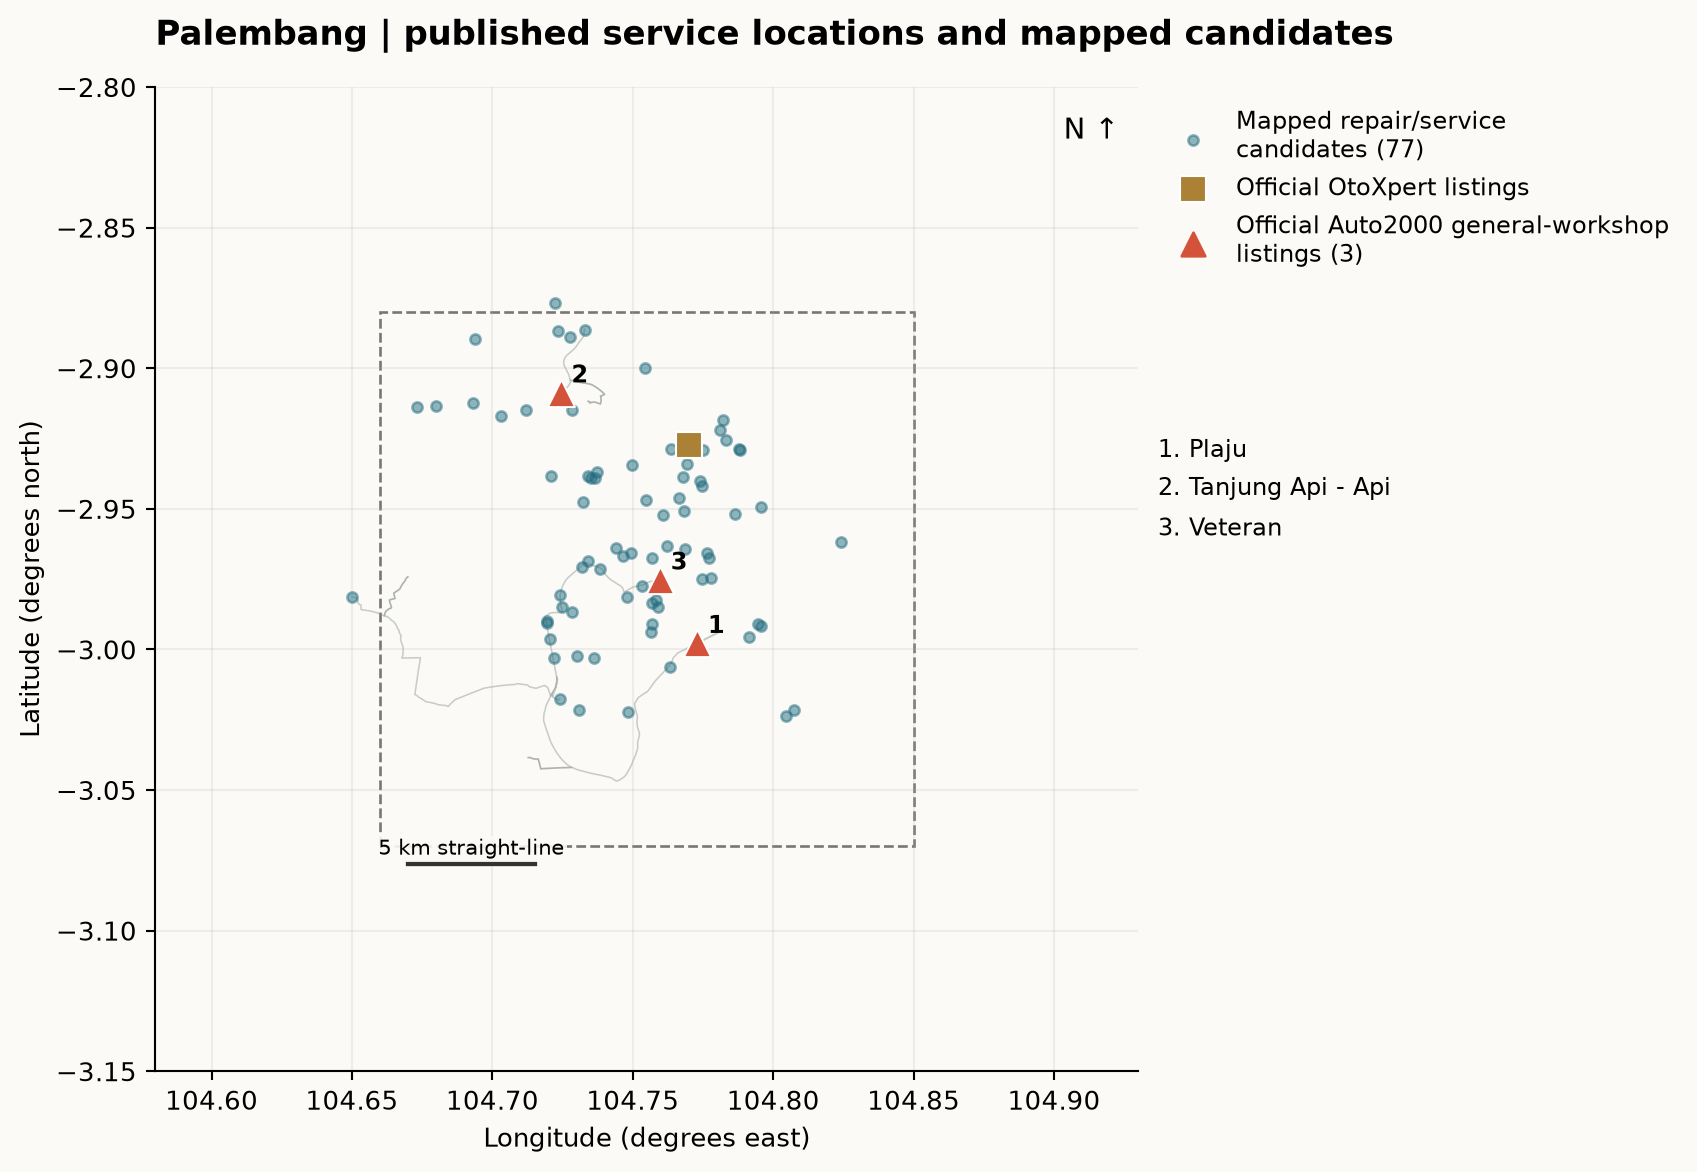 Palembang | published service locations and mapped candidates
−2.80
−2.85
−2.90
−2.95
−3.00
−3.05
−3.10
−3.15
Latitude (degrees north)
N ↑
2
3
1
5 km straight-line
104.60
104.65
104.70
104.75
104.80
104.85
104.90
Longitude (degrees east)
Mapped repair/service
candidates (77)
Official OtoXpert listings
Official Auto2000 general-workshop
listings (3)
1. Plaju
2. Tanjung Api - Api
3. Veteran